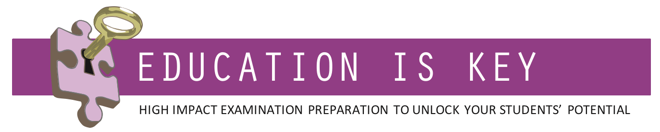 EDUCATION IS KEY
HIGH IMPACT EXAMINATION PREPARATION TO UNLOCK YOUR STUDENTS’ POTENTIAL